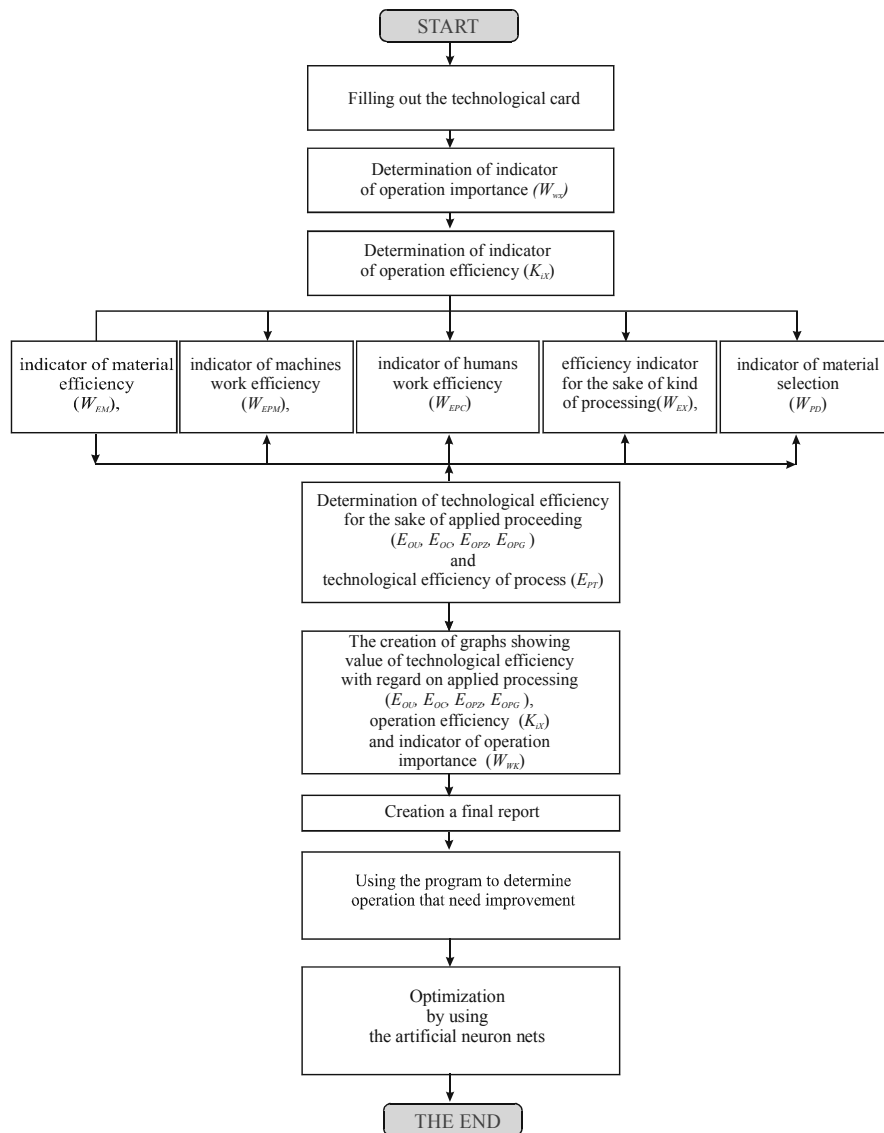 START
Filling out the technological card
Determination of indicator
of operation importance (W_wx)
Determination of indicator
of operation efficiency (K_iX)
indicator of material
efficiency
(W_EM),
indicator of machines
work efficiency
(W_EPM),
indicator of humans
work efficiency
(W_EPC)
efficiency indicator
for the sake of kind
of processing(W_EX),
indicator of material
selection
(W_PD)
Determination of technological efficiency
for the sake of applied proceeding
(E_OU, E_OC, E_OPZ, E_OPG )
and
technological efficiency of process (E_PT)
The creation of graphs showing
value of technological efficiency
with regard on applied processing
(E_OU, E_OC, E_OPZ, E_OPG ),
operation efficiency (K_iX)
and indicator of operation
importance (W_WK)
Creation a final report
Using the program to determine
operation that need improvement
Optimization
by using
the artificial neuron nets
THE END